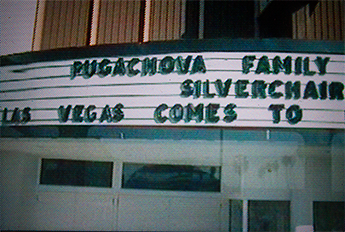 PUGACHOVA FAMILY
SILVERCHAIR
LAS VEGAS COMES TO